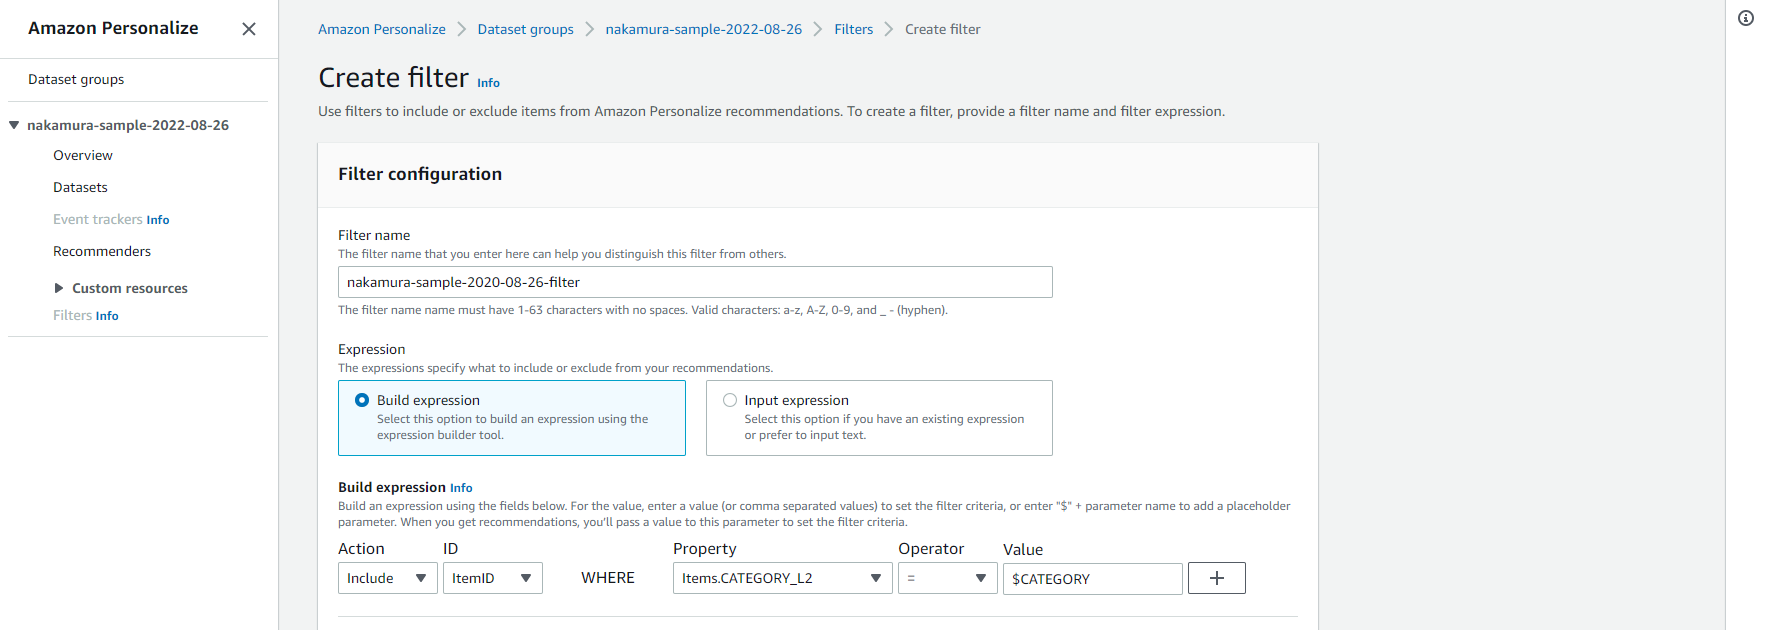 Amazon Personalize
Dataset groups
nakamura-sample-2022-08-26
Overview
Datasets
Event trackers Info
Recommenders
Custom resources
Filters Info
Amazon Personalize > Dataset groups > nakamura-sample-2022-08-26 > Filters > Create filter
Create filter Info
Use filters to include or exclude items from Amazon Personalize recommendations. To create a filter, provide a filter name and filter expression.
Filter configuration
Filter name
The filter name that you enter here can help you distinguish this filter from others.
nakamura-sample-2020-08-26-filter
The filter name name must have 1-63 characters with no spaces. Valid characters: a-z, A-Z, 0-9, and _ - (hyphen).
Expression
The expressions specify what to include or exclude from your recommendations.
Build expression
Select this option to build an expression using the
expression builder tool.
Input expression
Select this option if you have an existing expression
or prefer to input text.
Build expression Info
Build an expression using the fields below. For the value, enter a value (or comma separated values) to set the filter criteria, or enter "$" + parameter name to add a placeholder
parameter. When you get recommendations, you'll pass a value to this parameter to set the filter criteria.
Action ID Property Operator Value
Include ItemID WHERE Items.CATEGORY_L2 = $CATEGORY +